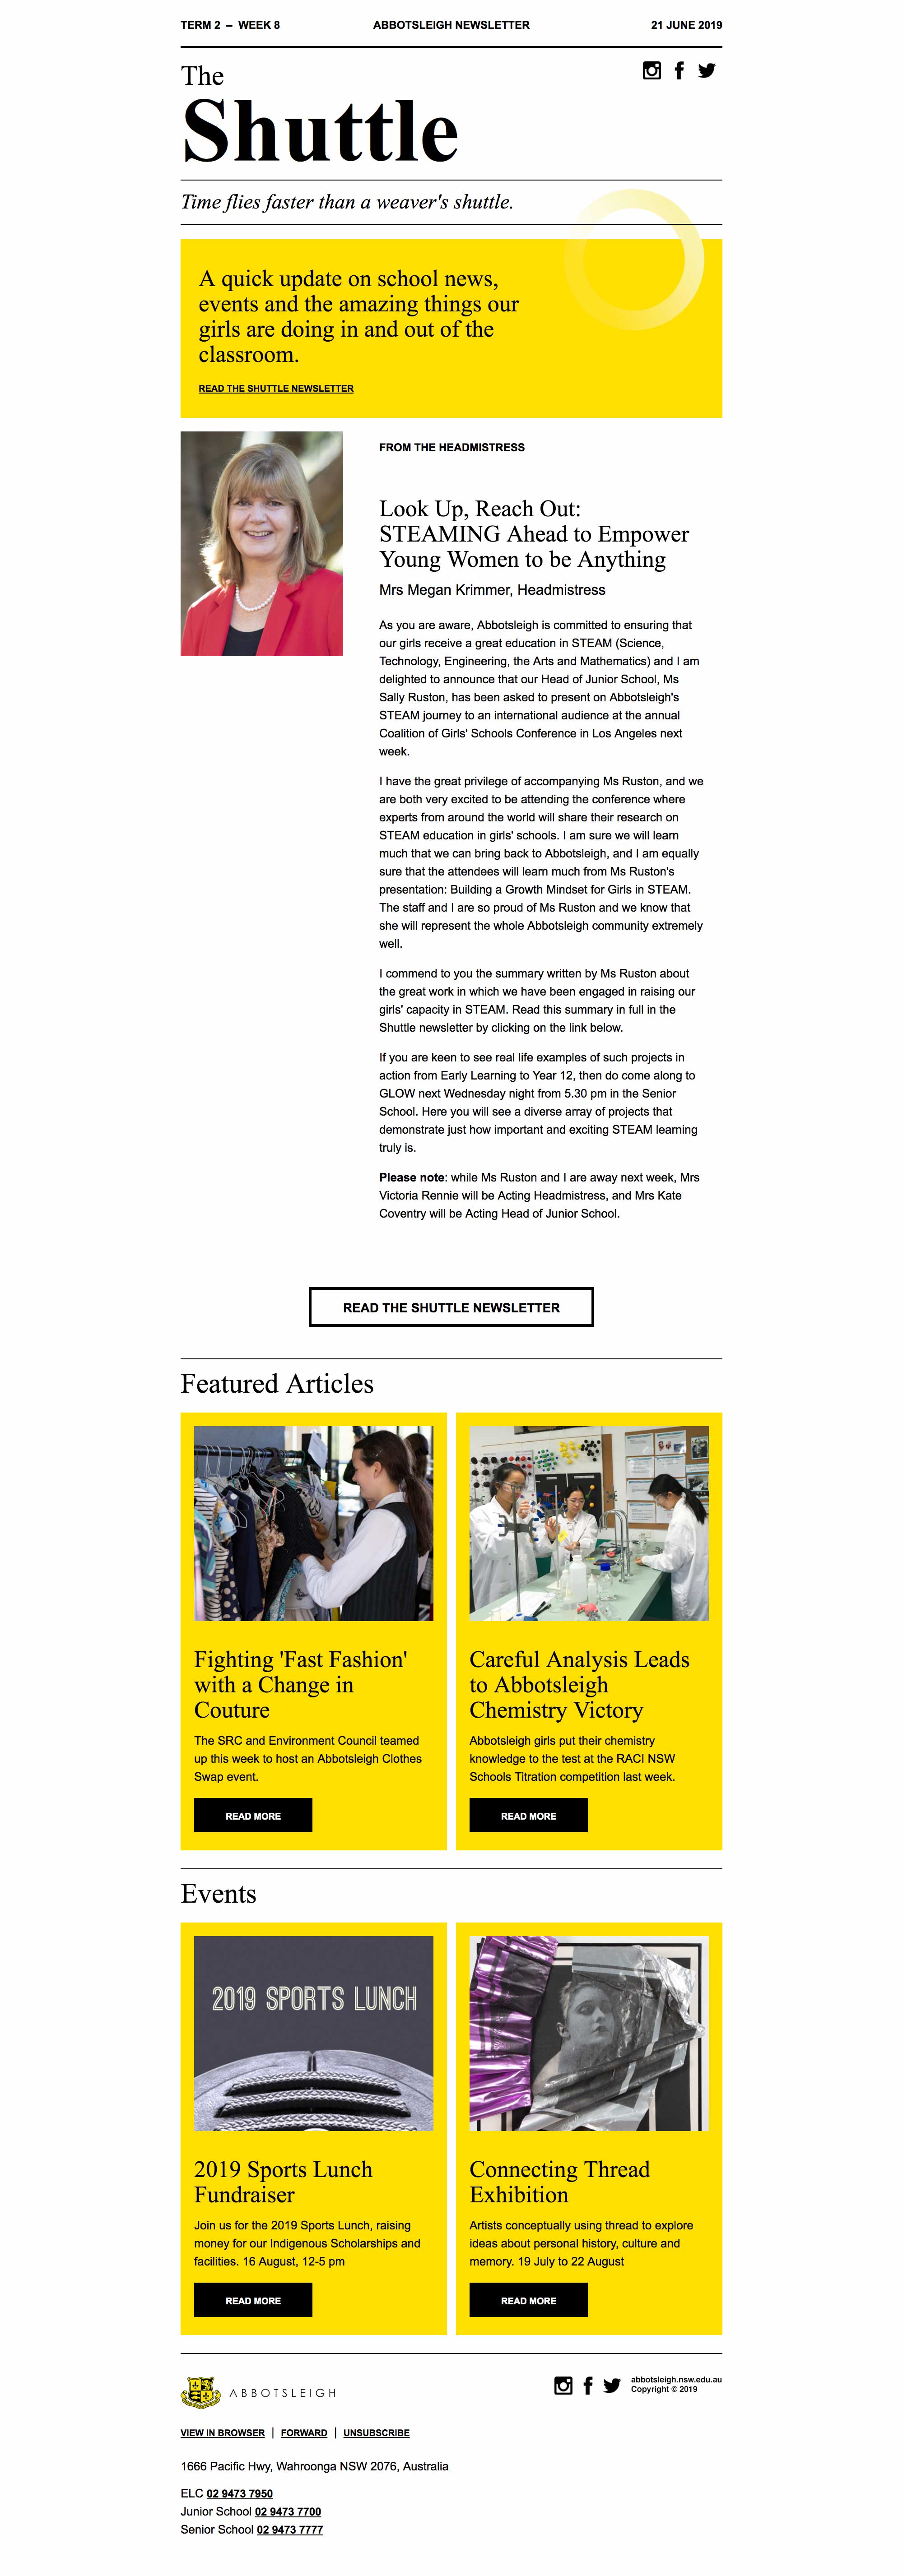 TERM 2 – WEEK 8
ABBOTSLEIGH NEWSLETTER
21 JUNE 2019
The
Shuttle
Time flies faster than a weaver's shuttle.
A quick update on school news,
events and the amazing things our
girls are doing in and out of the
classroom.
READ THE SHUTTLE NEWSLETTER
FROM THE HEADMISTRESS
Look Up, Reach Out:
STEAMING Ahead to Empower
Young Women to be Anything
Mrs Megan Krimmer, Headmistress
As you are aware, Abbotsleigh is committed to ensuring that
our girls receive a great education in STEAM (Science,
Technology, Engineering, the Arts and Mathematics) and I am
delighted to announce that our Head of Junior School, Ms
Sally Ruston, has been asked to present on Abbotsleigh's
STEAM journey to an international audience at the annual
Coalition of Girls' Schools Conference in Los Angeles next
week.
I have the great privilege of accompanying Ms Ruston, and we
are both very excited to be attending the conference where
experts from around the world will share their research on
STEAM education in girls' schools. I am sure we will learn
much that we can bring back to Abbotsleigh, and I am equally
sure that the attendees will learn much from Ms Ruston's
presentation: Building a Growth Mindset for Girls in STEAM.
The staff and I are so proud of Ms Ruston and we know that
she will represent the whole Abbotsleigh community extremely
well.
I commend to you the summary written by Ms Ruston about
the great work in which we have been engaged in raising our
girls' capacity in STEAM. Read this summary in full in the
Shuttle newsletter by clicking on the link below.
If you are keen to see real life examples of such projects in
action from Early Learning to Year 12, then do come along to
GLOW next Wednesday night from 5.30 pm in the Senior
School. Here you will see a diverse array of projects that
demonstrate just how important and exciting STEAM learning
truly is.
Please note: while Ms Ruston and I are away next week, Mrs
Victoria Rennie will be Acting Headmistress, and Mrs Kate
Coventry will be Acting Head of Junior School.
READ THE SHUTTLE NEWSLETTER
Featured Articles
Fighting 'Fast Fashion'
with a Change in
Couture
The SRC and Environment Council teamed
up this week to host an Abbotsleigh Clothes
Swap event.
READ MORE
Careful Analysis Leads
to Abbotsleigh
Chemistry Victory
Abbotsleigh girls put their chemistry
knowledge to the test at the RACI NSW
Schools Titration competition last week.
READ MORE
Events
2019 SPORTS LUNCH
2019 Sports Lunch
Fundraiser
Join us for the 2019 Sports Lunch, raising
money for our Indigenous Scholarships and
facilities. 16 August, 12-5 pm
READ MORE
Connecting Thread
Exhibition
Artists conceptually using thread to explore
ideas about personal history, culture and
memory. 19 July to 22 August
READ MORE
ABBOTSLEIGH
abbotsleigh.nsw.edu.au
Copyright © 2019
VIEW IN BROWSER | FORWARD | UNSUBSCRIBE
1666 Pacific Hwy, Wahroonga NSW 2076, Australia
ELC 02 9473 7950
Junior School 02 9473 7700
Senior School 02 9473 7777